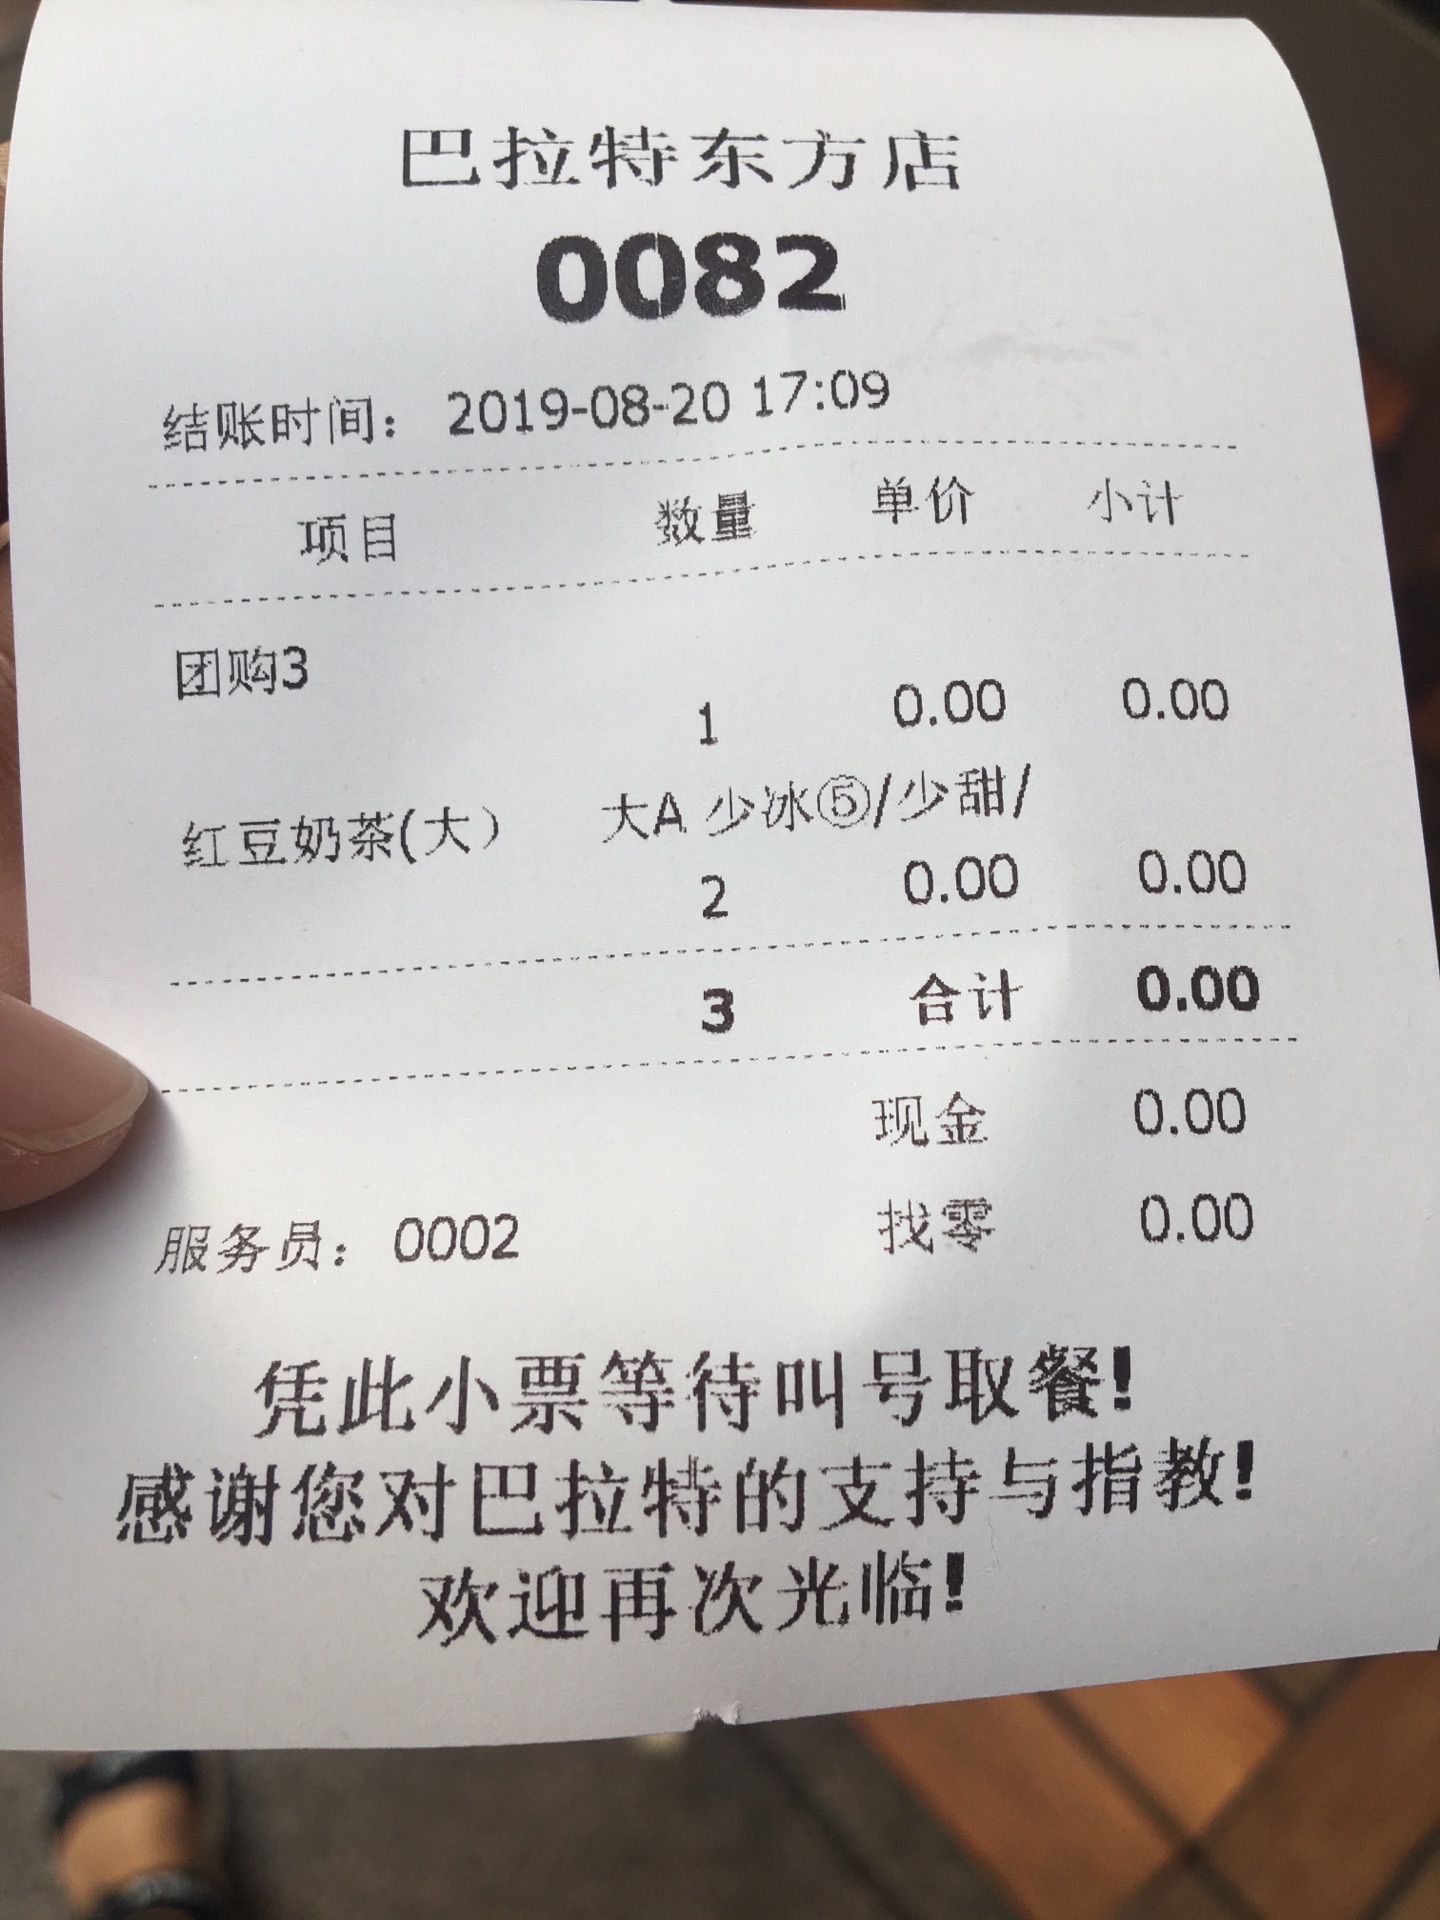 巴拉特东方店
0082
结账时间： 2019-08-20 17:09
项目 数量 单价 小计
团购3
1 0.00 0.00
红豆奶茶(大） 大A 少冰⑤/少甜/
2 0.00 0.00
3 合计 0.00
现金 0.00
服务员： 0002 找零 0.00
凭此小票等待叫号取餐!
感谢您对巴拉特的支持与指教!
欢迎再次光临!